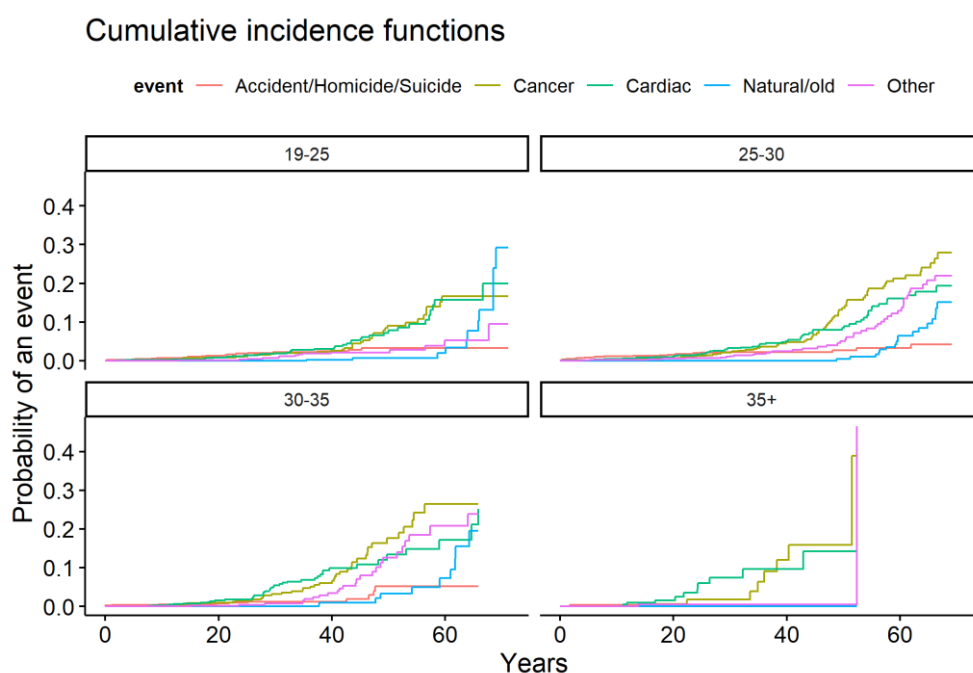 Cumulative incidence functions
event Accident/Homicide/Suicide Cancer Cardiac Natural/old Other
19-25 25-30
0.4
0.3
0.2
0.1
0.0
30-35 35+
0.4
0.3
0.2
0.1
0.0
0 20 40 60 0 20 40 60
Years
Probability of an event